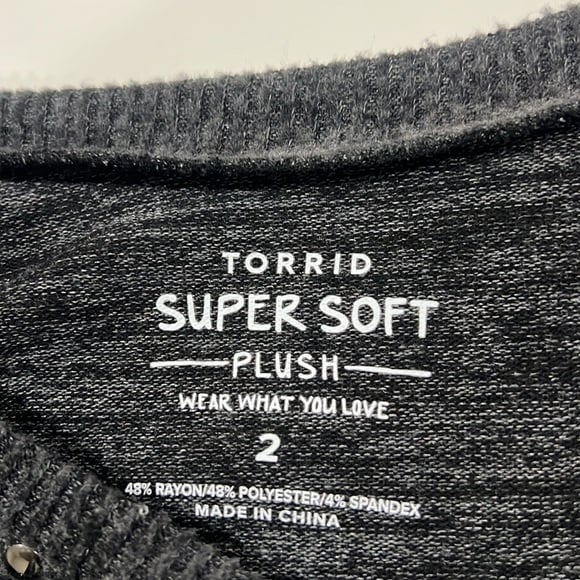 TORRID
SUPER SOFT
PLUSH
WEAR WHAT YOU LOVE
2
48% RAYON/48% POLYESTER/4% SPANDEX
MADE IN CHINA